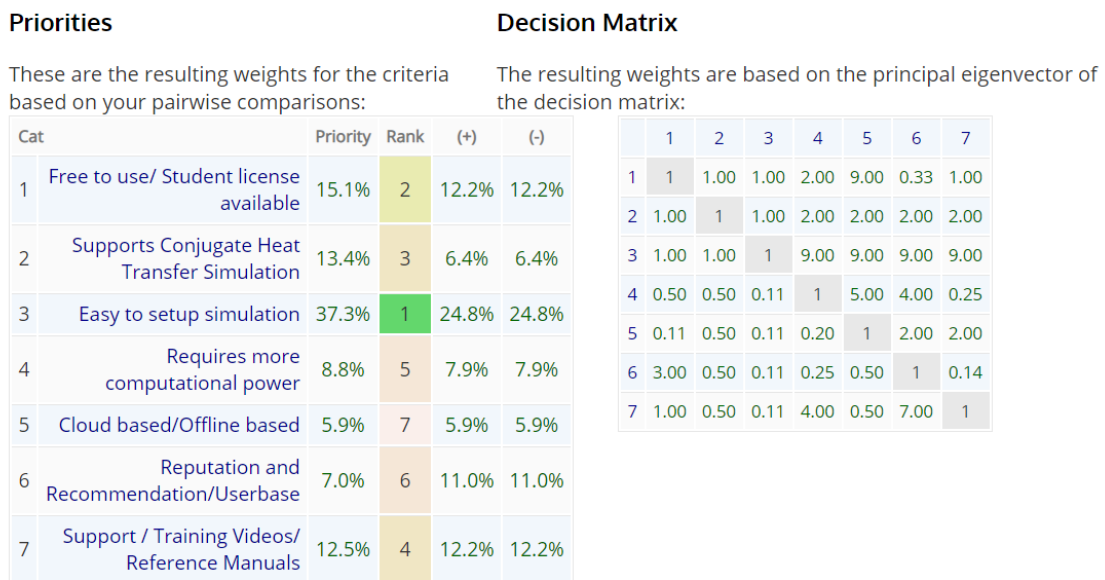 Priorities
These are the resulting weights for the criteria
based on your pairwise comparisons:
Cat Priority Rank (+) (-)
1 Free to use/ Student license
available 15.1% 2 12.2% 12.2%
2 Supports Conjugate Heat
Transfer Simulation 13.4% 3 6.4% 6.4%
3 Easy to setup simulation 37.3% 1 24.8% 24.8%
4 Requires more
computational power 8.8% 5 7.9% 7.9%
5 Cloud based/Offline based 5.9% 7 5.9% 5.9%
6 Reputation and
Recommendation/Userbase 7.0% 6 11.0% 11.0%
7 Support / Training Videos/
Reference Manuals 12.5% 4 12.2% 12.2%
Decision Matrix
The resulting weights are based on the principal eigenvector of
the decision matrix:
1 2 3 4 5 6 7
1 1 1.00 1.00 2.00 9.00 0.33 1.00
2 1.00 1 1.00 2.00 2.00 2.00 2.00
3 1.00 1.00 1 9.00 9.00 9.00 9.00
4 0.50 0.50 0.11 1 5.00 4.00 0.25
5 0.11 0.50 0.11 0.20 1 2.00 2.00
6 3.00 0.50 0.11 0.25 0.50 1 0.14
7 1.00 0.50 0.11 4.00 0.50 7.00 1